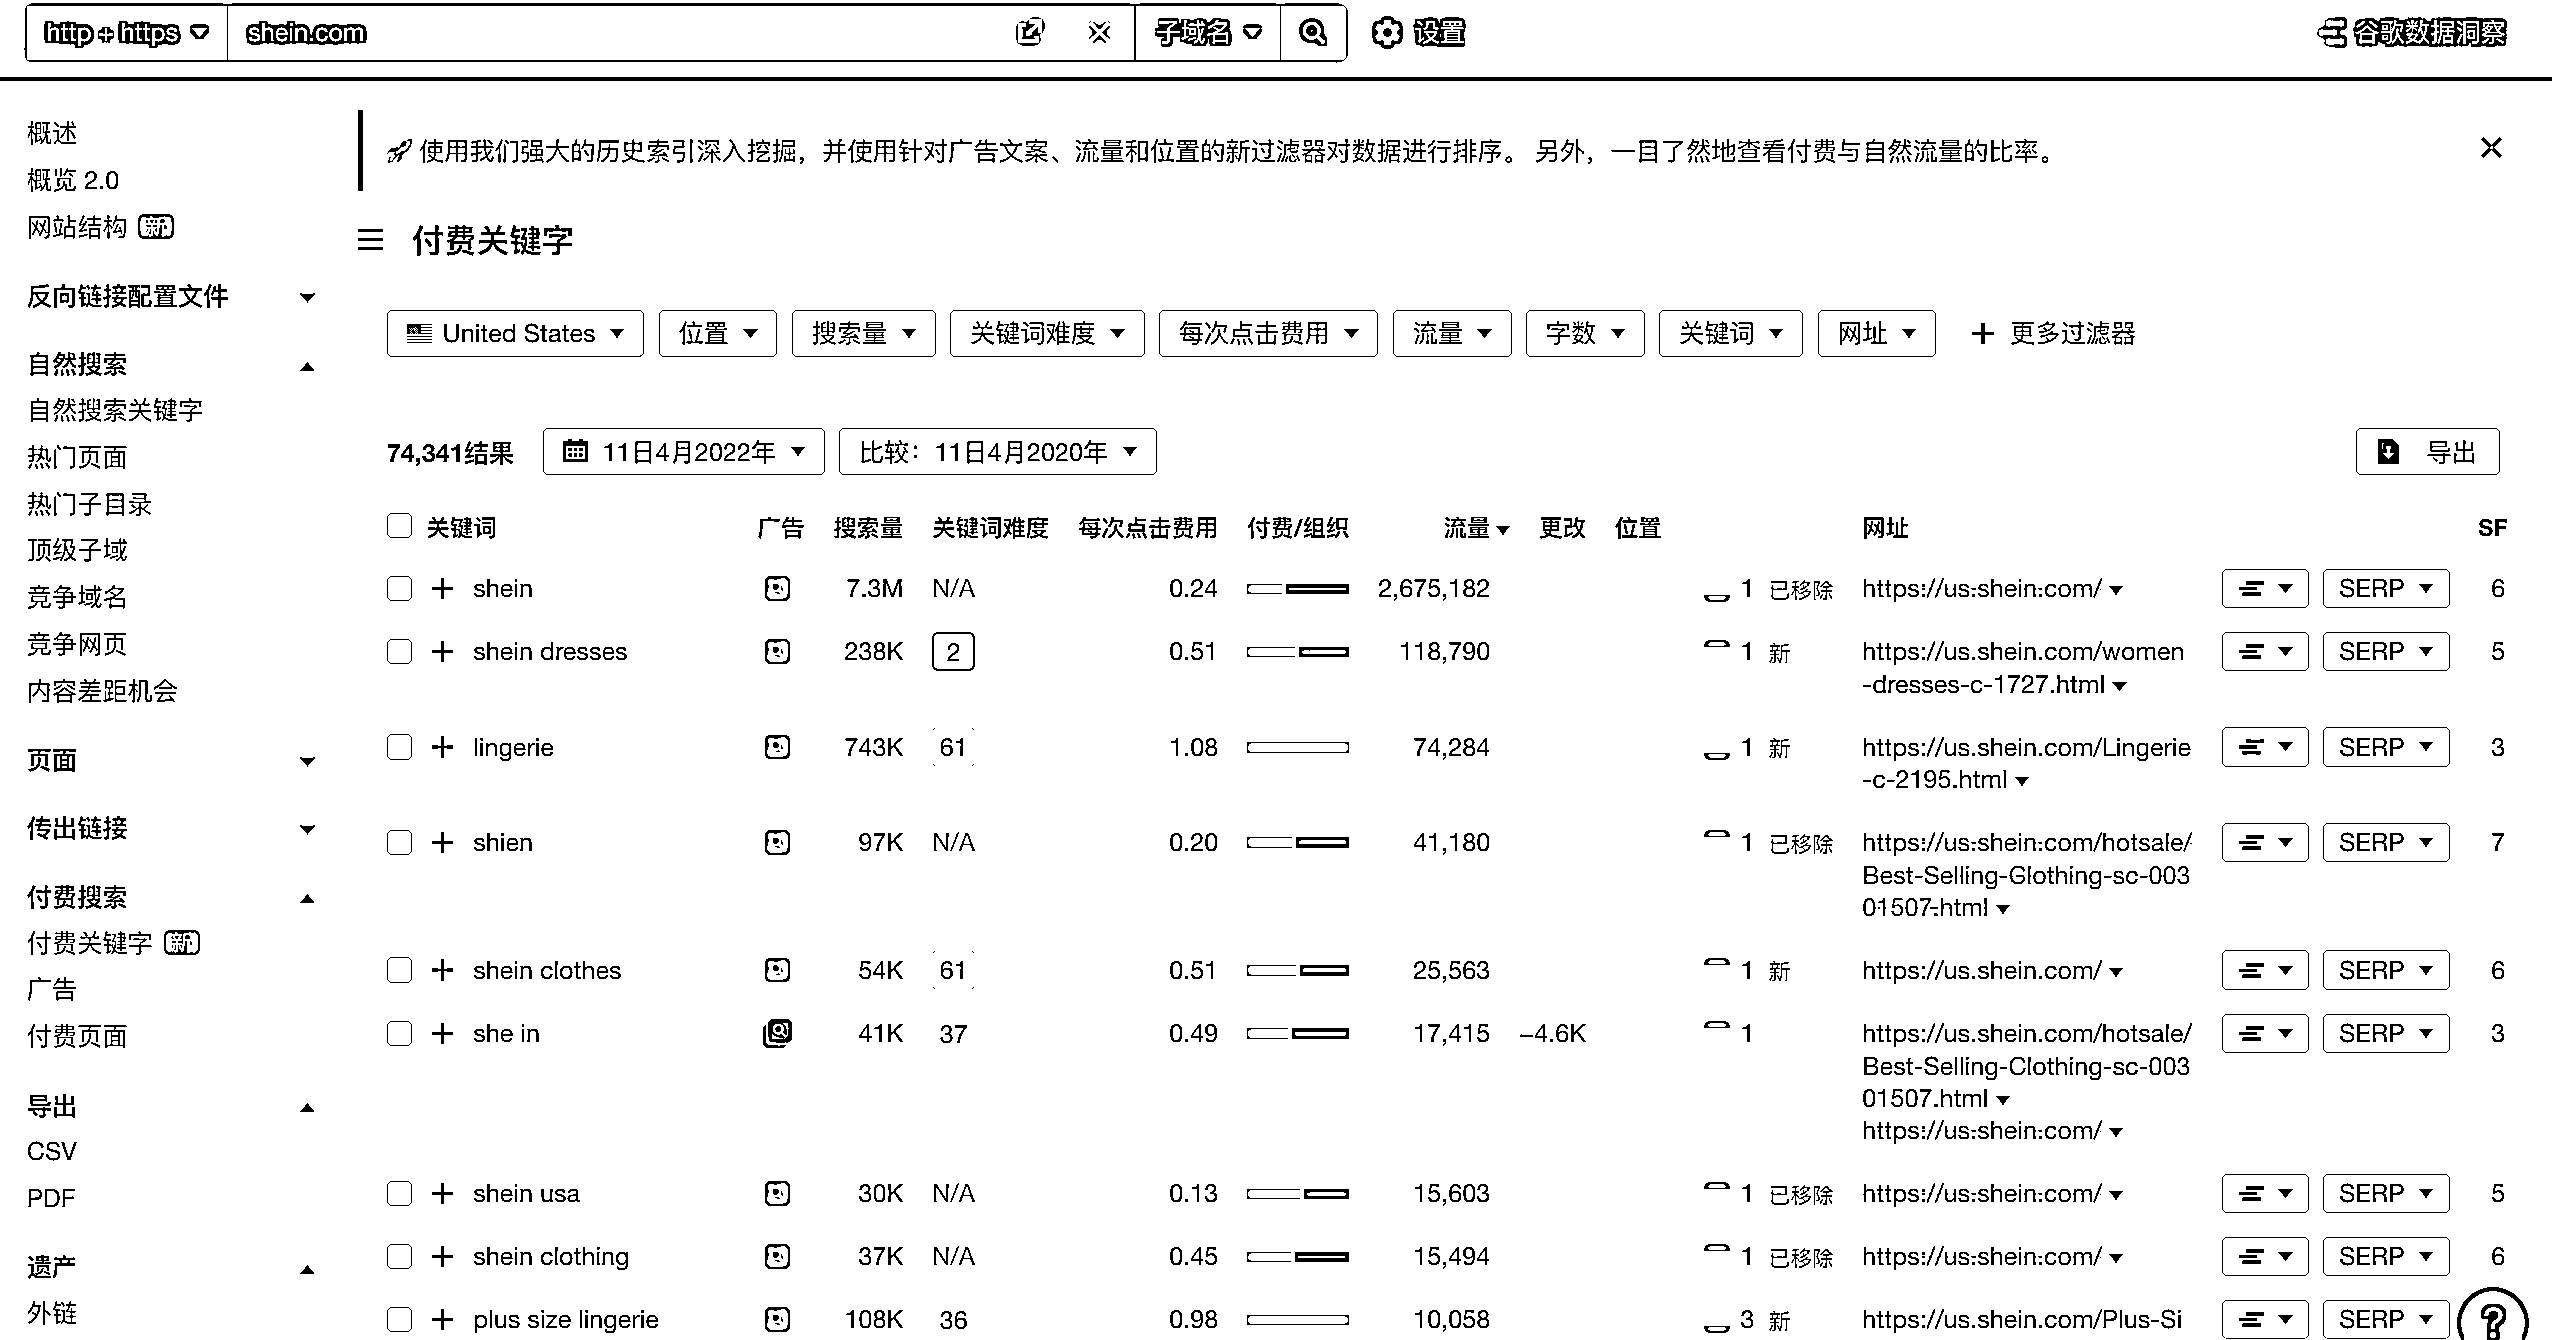 http + https shein.com 子域名 设置 谷歌数据洞察
概述
概览 2.0
网站结构 新
反向链接配置文件
自然搜索
自然搜索关键字
热门页面
热门子目录
顶级子域
竞争域名
竞争网页
内容差距机会
页面
传出链接
付费搜索
付费关键字 新
广告
付费页面
导出
CSV
PDF
遗产
外链
使用我们强大的历史索引深入挖掘，并使用针对广告文案、流量和位置的新过滤器对数据进行排序。 另外，一目了然地查看付费与自然流量的比率。
付费关键字
United States 位置 搜索量 关键词难度 每次点击费用 流量 字数 关键词 网址 + 更多过滤器
74,341结果 11日4月2022年 比较：11日4月2020年 导出
关键词 广告 搜索量 关键词难度 每次点击费用 付费/组织 流量 更改 位置 网址 SF
shein 7.3M N/A 0.24 2,675,182 1 已移除 https://us.shein.com/ SERP 6
shein dresses 238K 2 0.51 118,790 1 新 https://us.shein.com/women SERP 5
-dresses-c-1727.html
lingerie 743K 61 1.08 74,284 1 新 https://us.shein.com/Lingerie SERP 3
-c-2195.html
shien 97K N/A 0.20 41,180 1 已移除 https://us.shein.com/hotsale/ SERP 7
Best-Selling-Clothing-sc-003
01507.html
shein clothes 54K 61 0.51 25,563 1 新 https://us.shein.com/ SERP 6
she in 41K 37 0.49 17,415 −4.6K 1 https://us.shein.com/hotsale/ SERP 3
Best-Selling-Clothing-sc-003
01507.html
https://us.shein.com/
shein usa 30K N/A 0.13 15,603 1 已移除 https://us.shein.com/ SERP 5
shein clothing 37K N/A 0.45 15,494 1 已移除 https://us.shein.com/ SERP 6
plus size lingerie 108K 36 0.98 10,058 3 新 https://us.shein.com/Plus-Si SERP ?